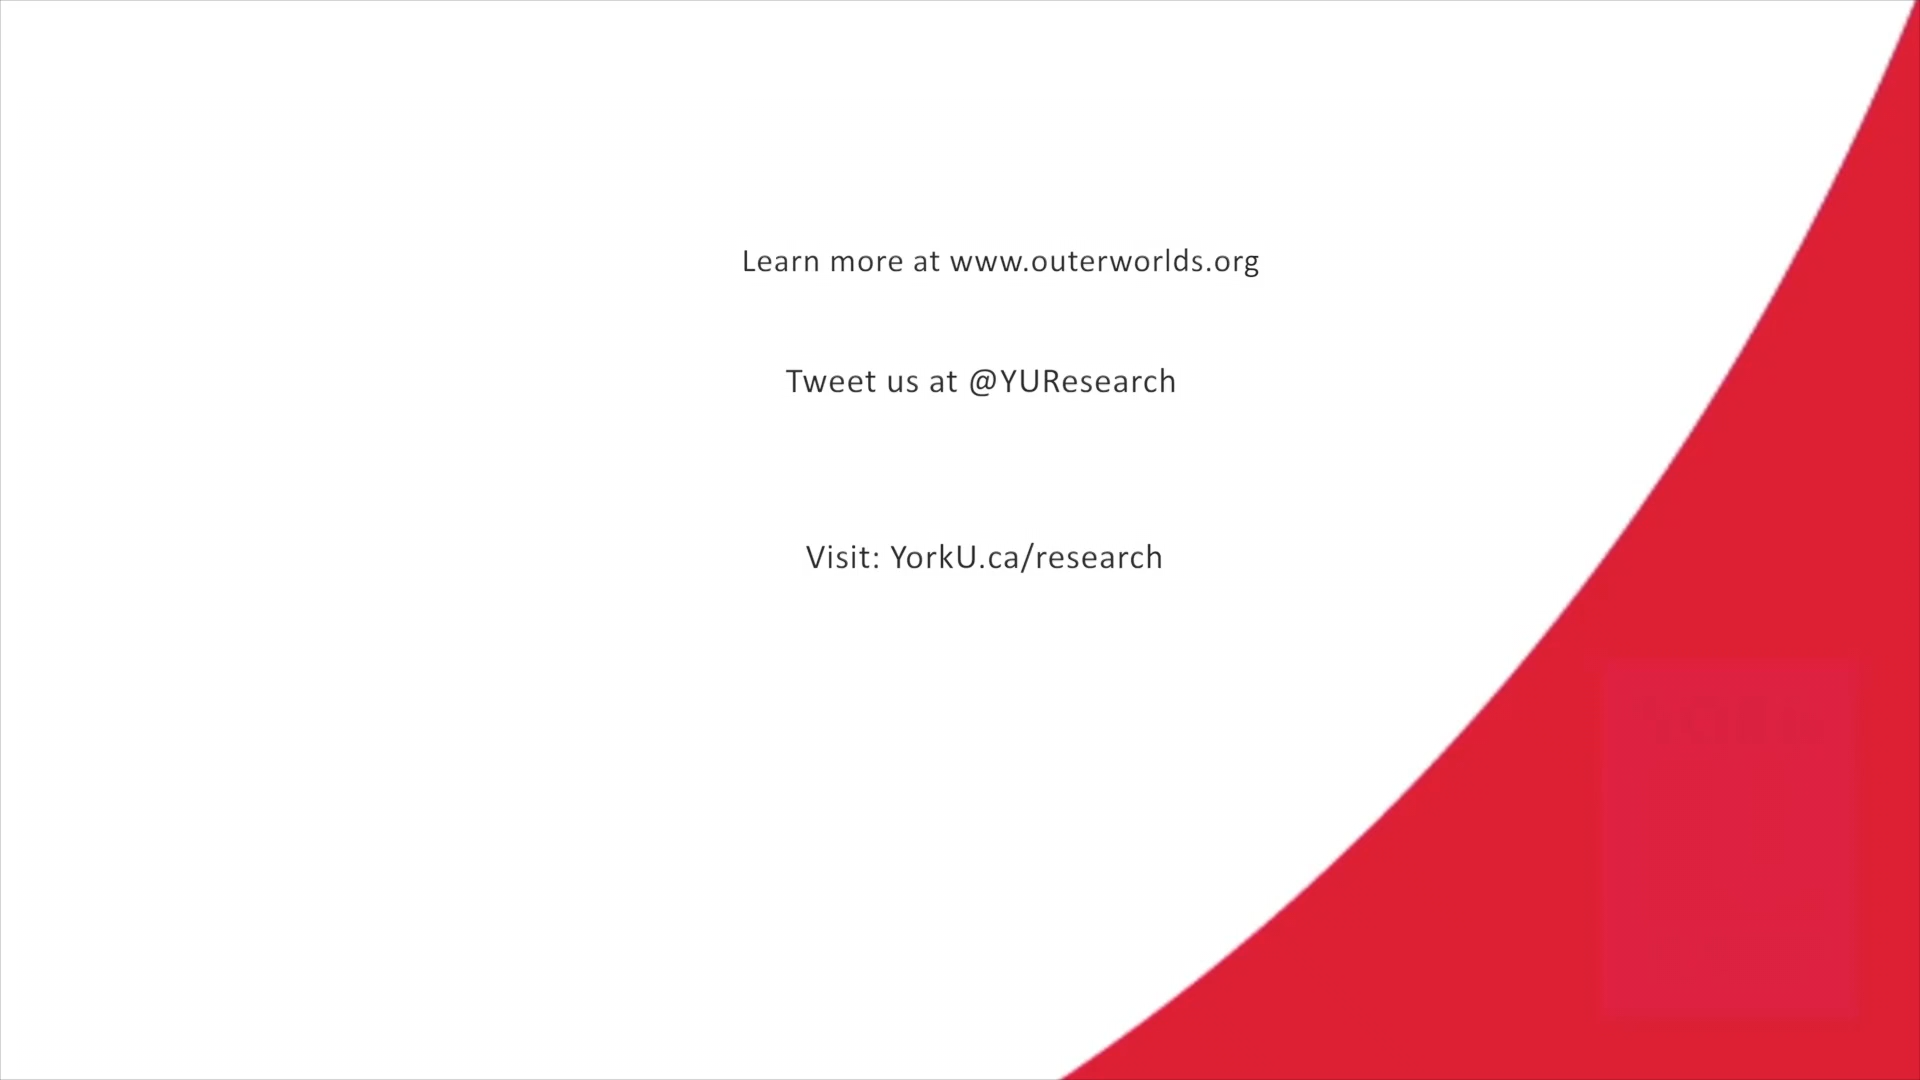 Learn more at www.outerworlds.org
Tweet us at @YUResearch
Visit: YorkU.ca/research